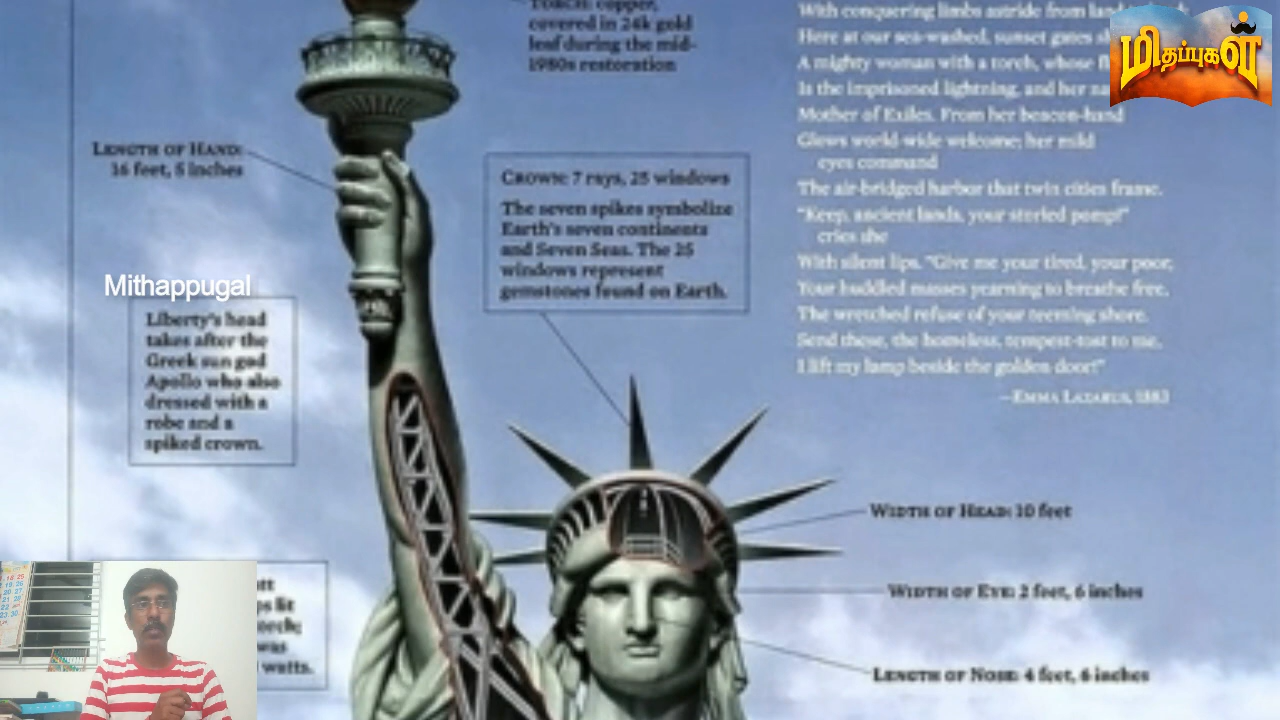 TORCH: copper,
covered in 24k gold
leaf during the mid-
1980s restoration
With conquering limbs astride from land
Here at our sea-washed, sunset gates
A mighty woman with a torch, whose
Is the imprisoned lightning, and her
Mother of Exiles. From her beacon-hand
Glows world-wide welcome; her mild
eyes command
The air-bridged harbor that twin cities frame.
"Keep, ancient lands, your storied pomp!"
cries she
With silent lips. "Give me your tired, your poor,
Your huddled masses yearning to breathe free,
The wretched refuse of your teeming shore.
Send these, the homeless, tempest-tost to me,
I lift my lamp beside the golden door!"
—EMMA LAZARUS, 1883
மிதப்புகள்
LENGTH OF HAND:
16 feet, 5 inches
CROWN: 7 rays, 25 windows
The seven spikes symbolize
Earth's seven continents
and Seven Seas. The 25
windows represent
gemstones found on Earth.
Mithappugal
Liberty's head
takes after the
Greek sun god
Apollo who also
dressed with a
robe and a
spiked crown.
WIDTH OF HEAD: 10 feet
WIDTH OF EYE: 2 feet, 6 inches
LENGTH OF NOSE: 4 feet, 6 inches
lit
was
watts.